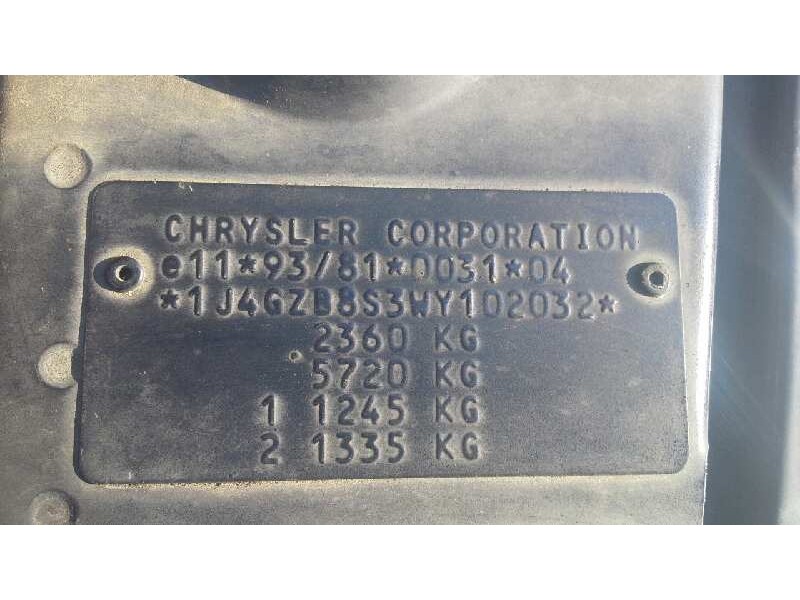 CHRYSLER CORPORATION
e11*93/81*0031*04
*1J4GZB8S3WY102032*
2360 KG
5720 KG
1 1245 KG
2 1335 KG